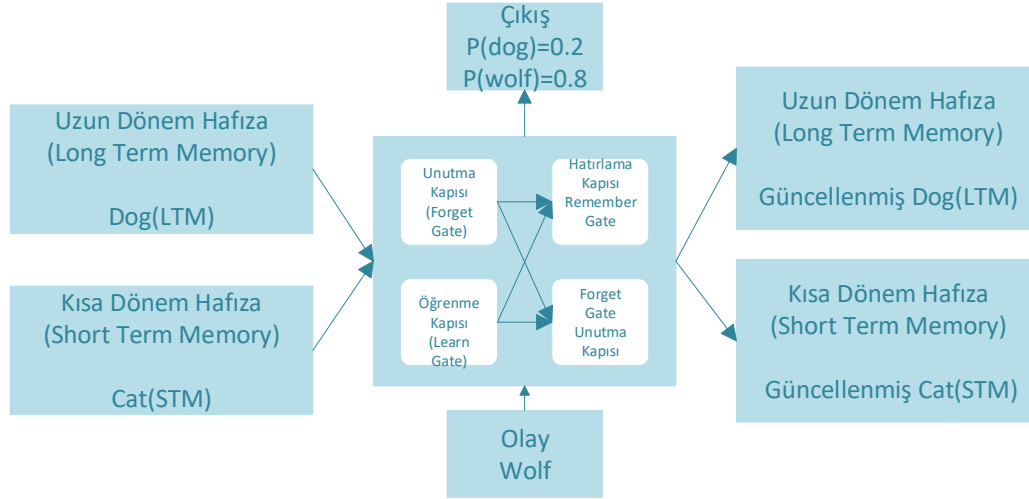 Çıkış
P(dog)=0.2
P(wolf)=0.8
Uzun Dönem Hafıza
(Long Term Memory)
Dog(LTM)
Kısa Dönem Hafıza
(Short Term Memory)
Cat(STM)
Unutma
Kapısı
(Forget
Gate)
Hatırlama
Kapısı
Remember
Gate
Öğrenme
Kapısı
(Learn
Gate)
Forget
Gate
Unutma
Kapısı
Olay
Wolf
Uzun Dönem Hafıza
(Long Term Memory)
Güncellenmiş Dog(LTM)
Kısa Dönem Hafıza
(Short Term Memory)
Güncellenmiş Cat(STM)